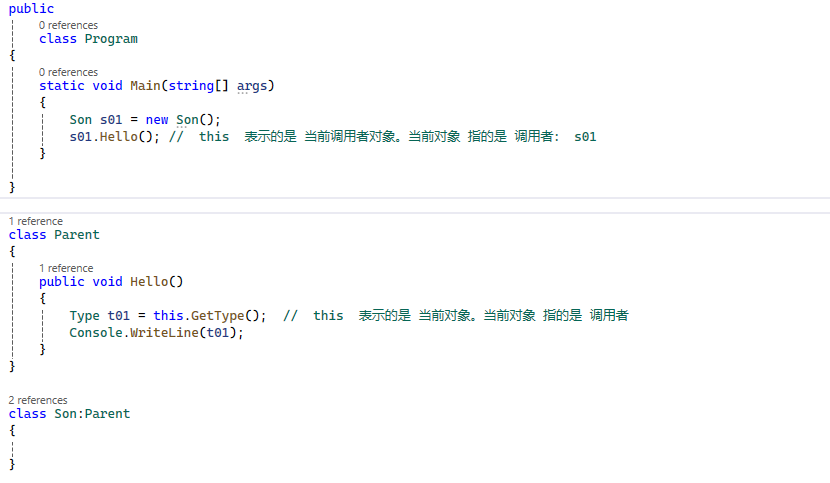 public
0 references
class Program
{
0 references
static void Main(string[] args)
{
Son s01 = new Son();
s01.Hello(); //  this  表示的是 当前调用者对象。当前对象 指的是 调用者:  s01
}
}
1 reference
class Parent
{
1 reference
public void Hello()
{
Type t01 = this.GetType();  //  this  表示的是 当前对象。当前对象 指的是 调用者
Console.WriteLine(t01);
}
}
2 references
class Son:Parent
{
}